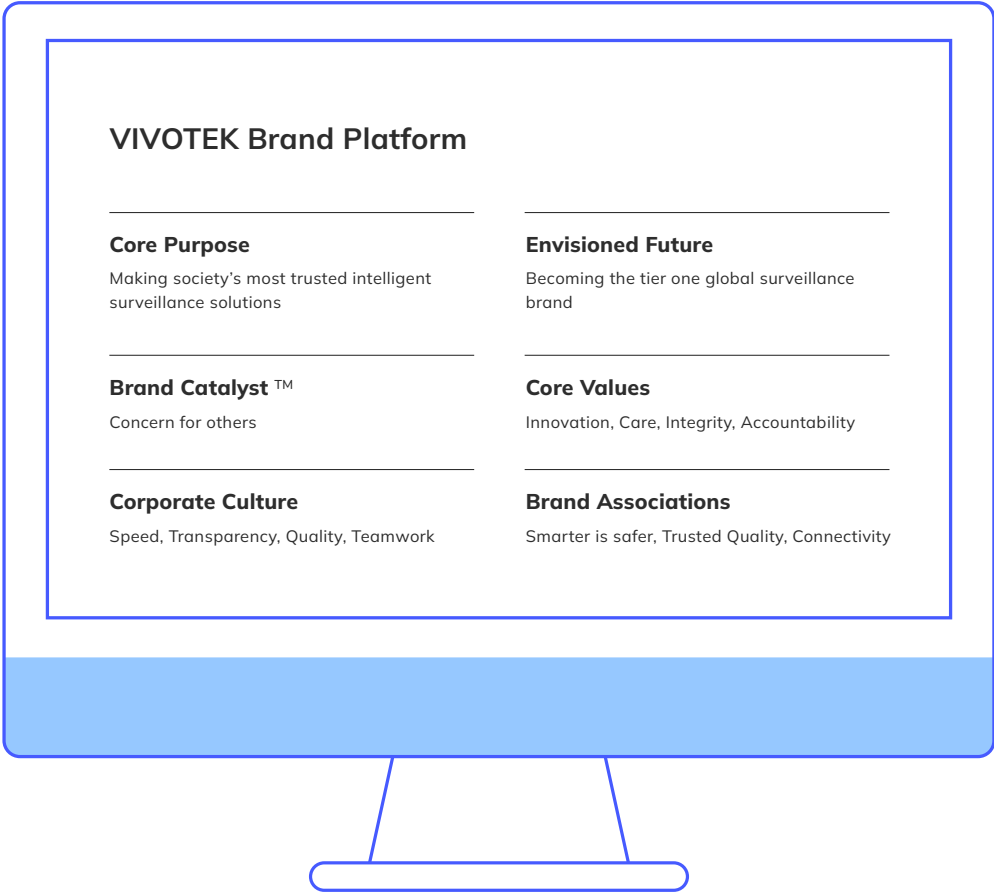 VIVOTEK Brand Platform
Core Purpose
Making society’s most trusted intelligent
surveillance solutions
Envisioned Future
Becoming the tier one global surveillance
brand
Brand Catalyst ™
Concern for others
Core Values
Innovation, Care, Integrity, Accountability
Corporate Culture
Speed, Transparency, Quality, Teamwork
Brand Associations
Smarter is safer, Trusted Quality, Connectivity